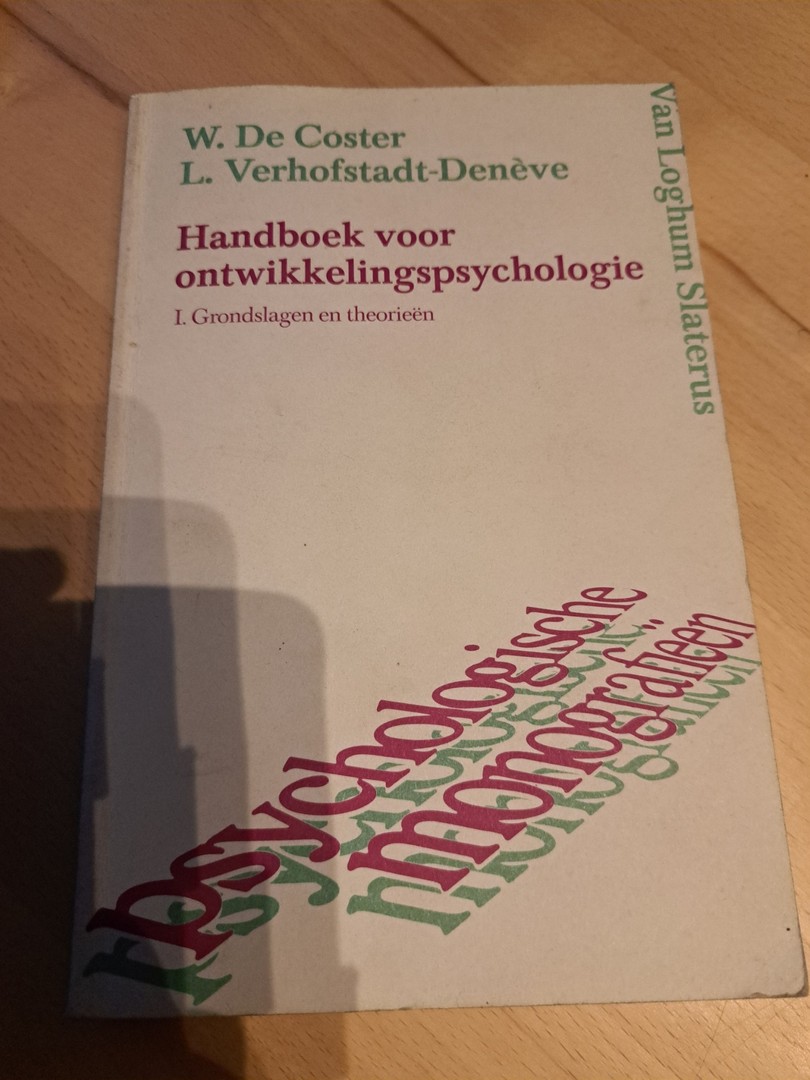 W. De Coster
L. Verhofstadt-Denève
Handboek voor
ontwikkelingspsychologie
I. Grondslagen en theorieën
Van Loghum Slaterus
psychologische
monografieën